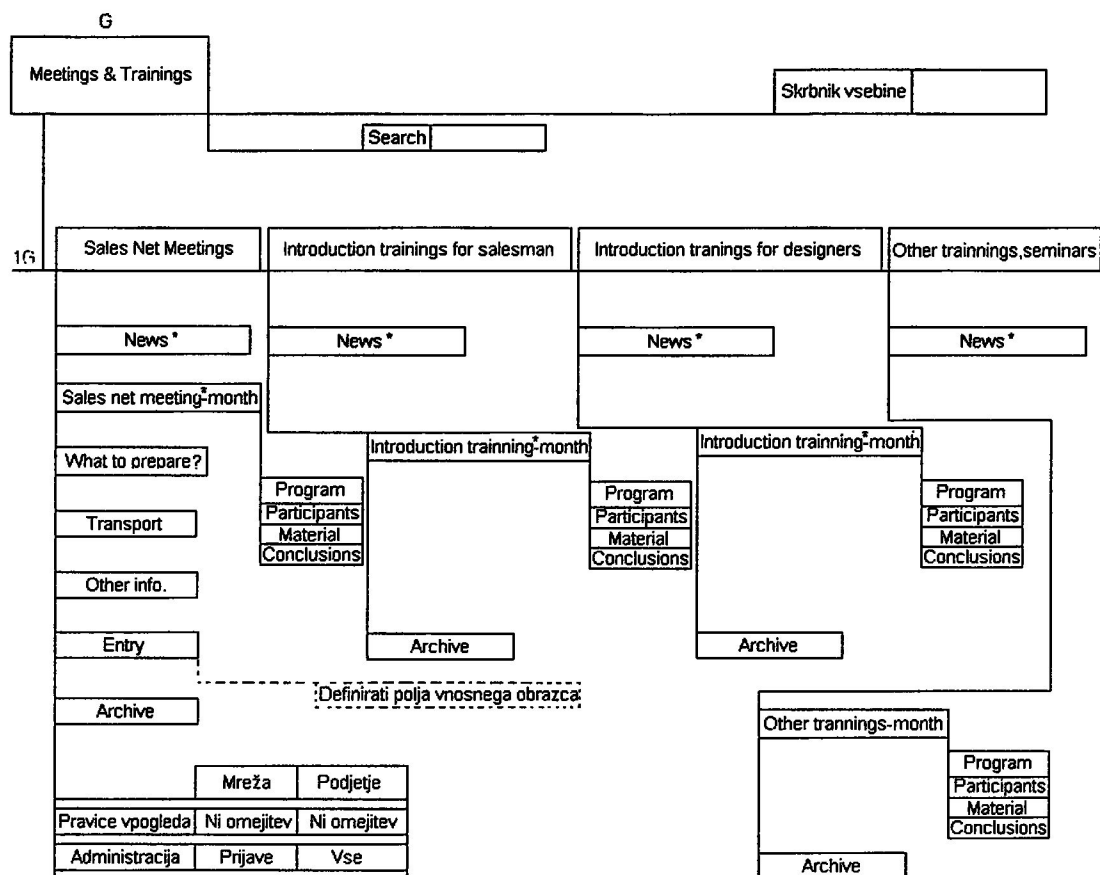 G
Meetings & Trainings
Skrbnik vsebine
Search
1G
Sales Net Meetings
Introduction trainings for salesman
Introduction tranings for designers
Other trainnings,seminars
News *
News *
News *
News *
Sales net meeting*-month
Introduction trainning*-month
Introduction trainning*-month
What to prepare?
Program
Participants
Material
Conclusions
Program
Participants
Material
Conclusions
Program
Participants
Material
Conclusions
Transport
Other info.
Entry
Archive
Archive
Definirati polja vnosnega obrazca
Archive
Other trannings-month
Program
Participants
Material
Conclusions
Archive
Mreža Podjetje
Pravice vpogleda Ni omejitev Ni omejitev
Administracija Prijave Vse